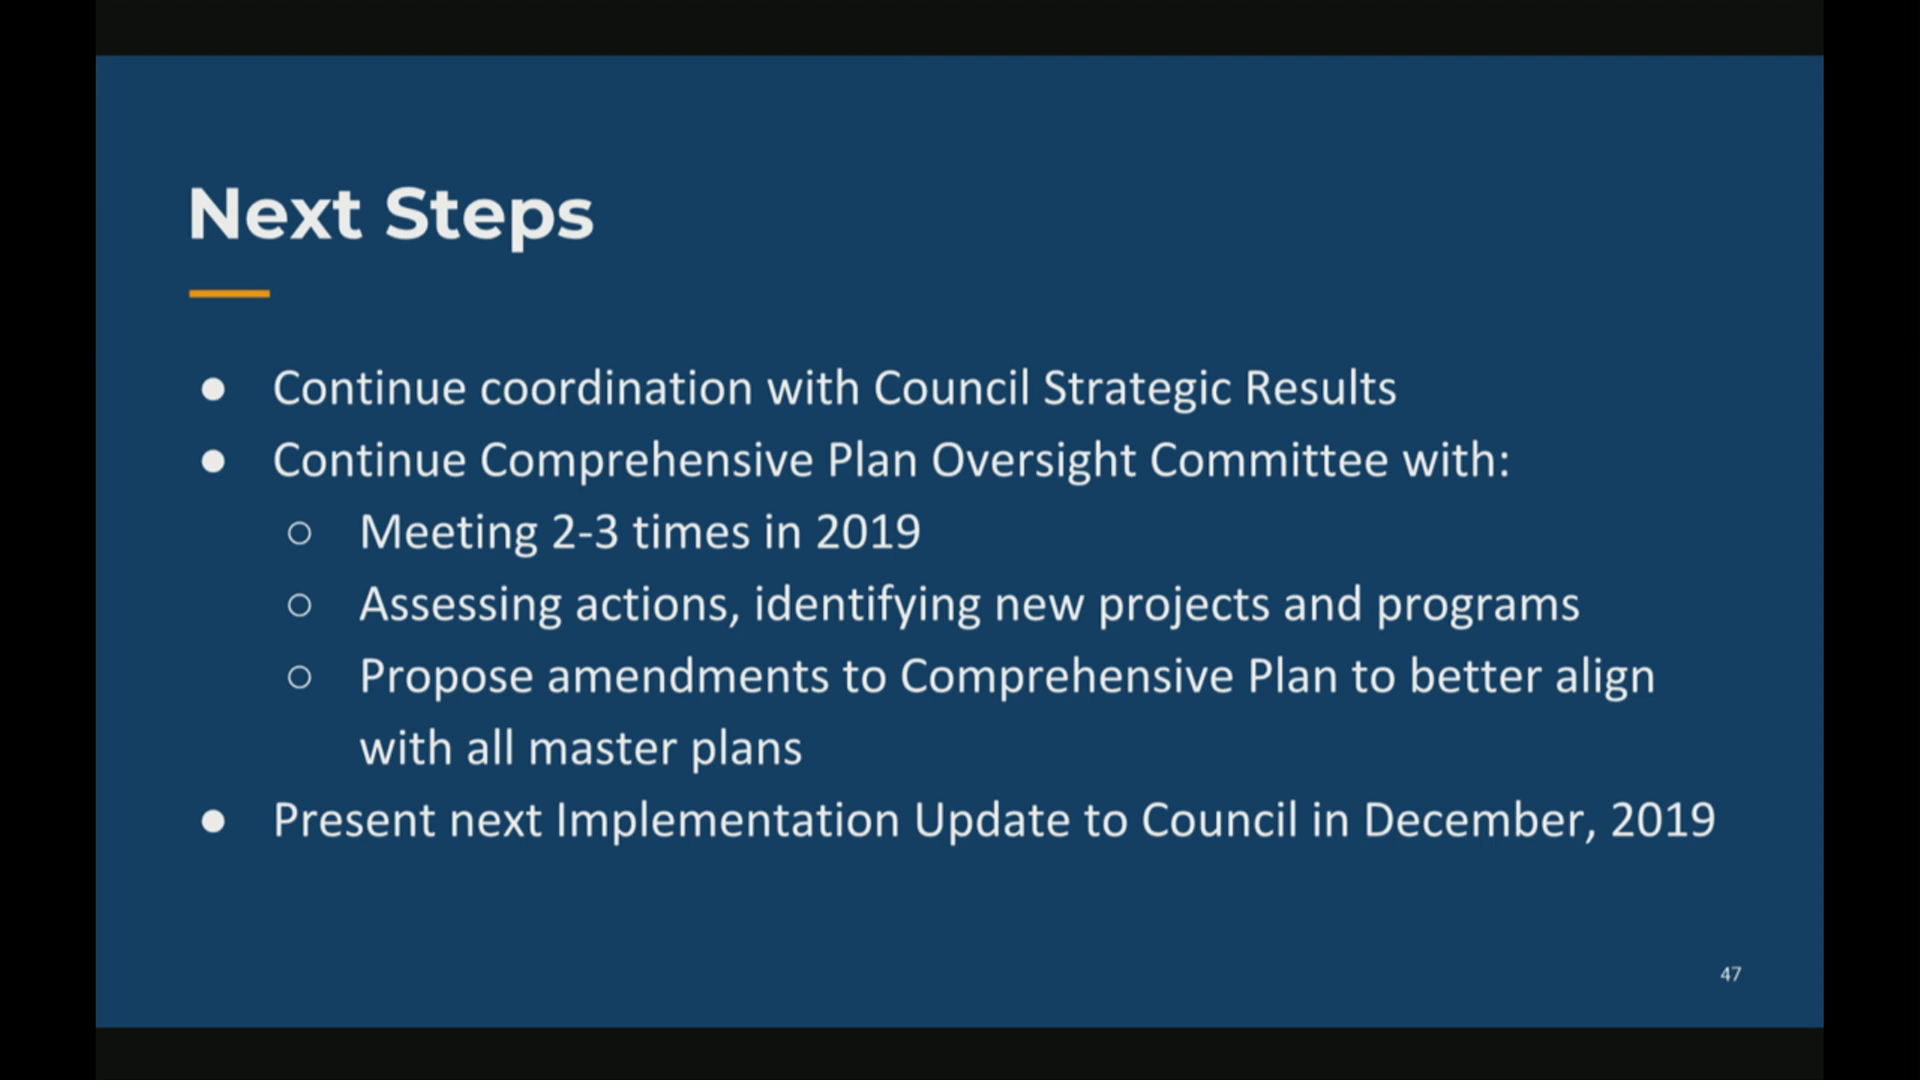 Next Steps
● Continue coordination with Council Strategic Results
● Continue Comprehensive Plan Oversight Committee with:
○ Meeting 2-3 times in 2019
○ Assessing actions, identifying new projects and programs
○ Propose amendments to Comprehensive Plan to better align
with all master plans
● Present next Implementation Update to Council in December, 2019
47